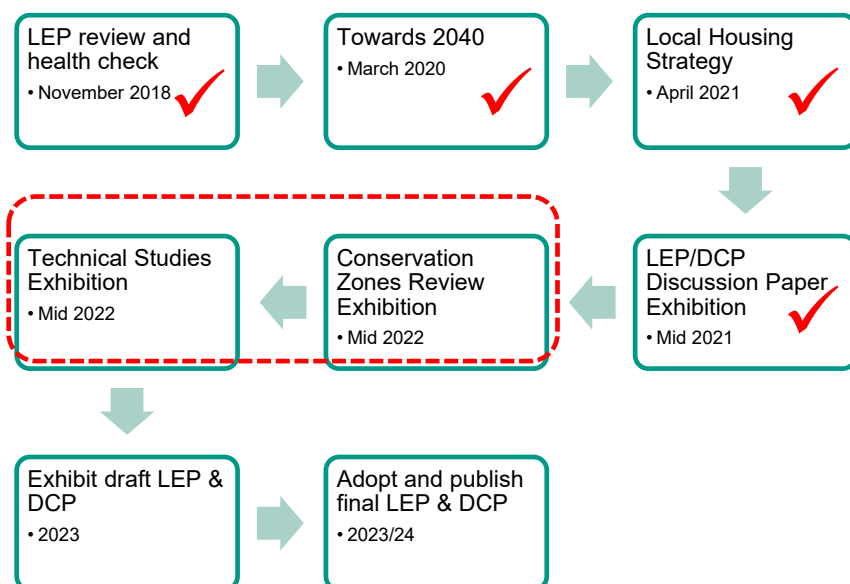 LEP review and
health check
• November 2018
Towards 2040
• March 2020
Local Housing
Strategy
• April 2021
LEP/DCP
Discussion Paper
Exhibition
• Mid 2021
Conservation
Zones Review
Exhibition
• Mid 2022
Technical Studies
Exhibition
• Mid 2022
Exhibit draft LEP &
DCP
• 2023
Adopt and publish
final LEP & DCP
• 2023/24